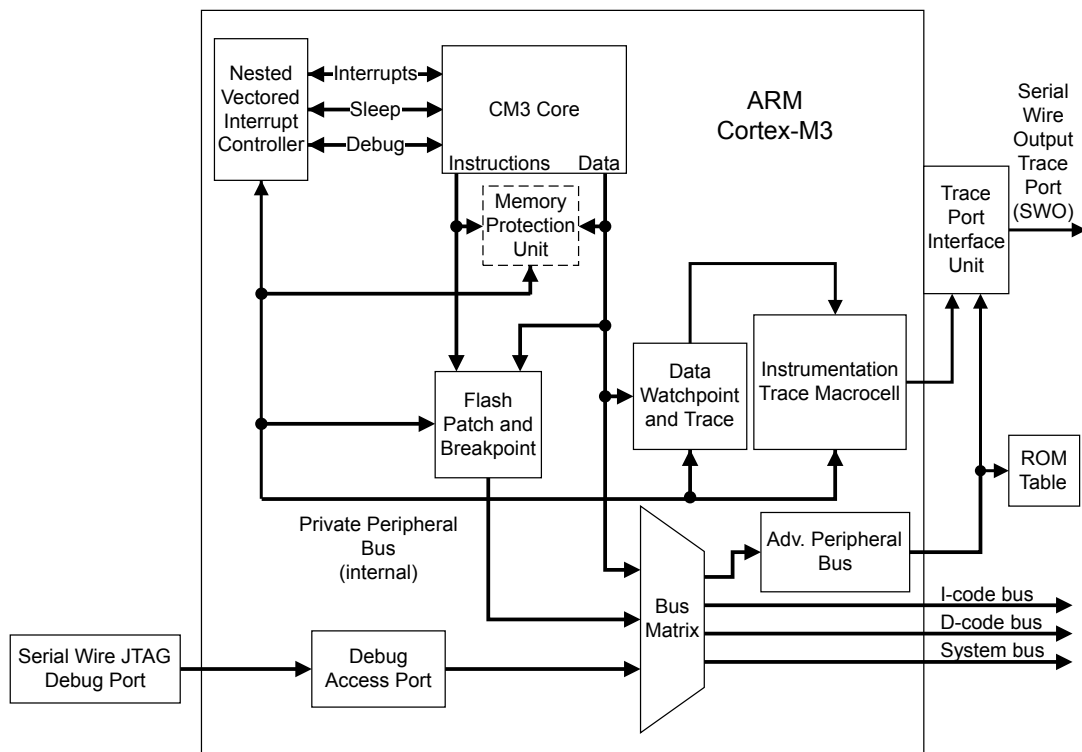 Nested
Vectored
Interrupt
Controller
Interrupts
Sleep
Debug
CM3 Core
Instructions
Data
ARM
Cortex-M3
Memory
Protection
Unit
Serial
Wire
Output
Trace
Port
(SWO)
Trace
Port
Interface
Unit
Flash
Patch and
Breakpoint
Data
Watchpoint
and Trace
Instrumentation
Trace Macrocell
ROM
Table
Private Peripheral
Bus
(internal)
Adv. Peripheral
Bus
Bus
Matrix
I-code bus
D-code bus
System bus
Serial Wire JTAG
Debug Port
Debug
Access Port